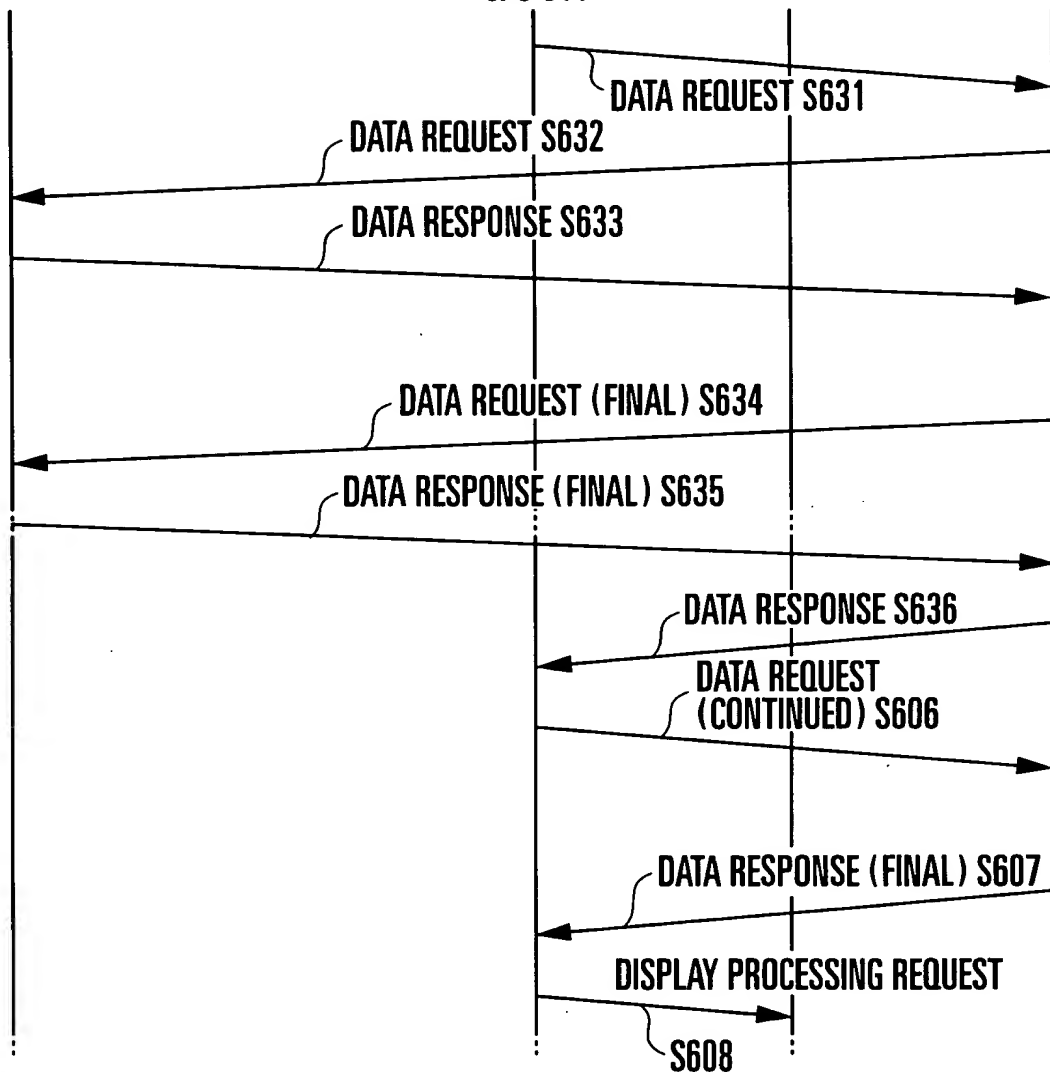 DATA REQUEST S631
DATA REQUEST S632
DATA RESPONSE S633
DATA REQUEST (FINAL) S634
DATA RESPONSE (FINAL) S635
DATA RESPONSE S636
DATA REQUEST
(CONTINUED) S606
DATA RESPONSE (FINAL) S607
DISPLAY PROCESSING REQUEST
S608